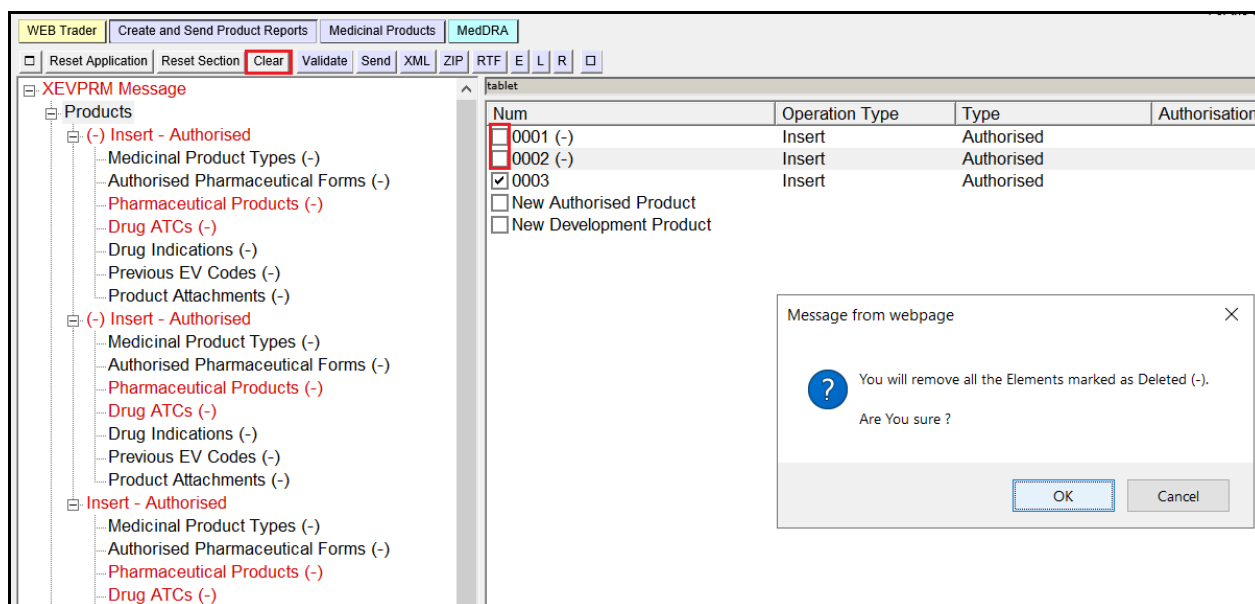 WEB Trader Create and Send Product Reports Medicinal Products MedDRA
Reset Application Reset Section Clear Validate Send XML ZIP RTF E L R
XEVPRM Message
Products
(-) Insert - Authorised
Medicinal Product Types (-)
Authorised Pharmaceutical Forms (-)
Pharmaceutical Products (-)
Drug ATCs (-)
Drug Indications (-)
Previous EV Codes (-)
Product Attachments (-)
(-) Insert - Authorised
Medicinal Product Types (-)
Authorised Pharmaceutical Forms (-)
Pharmaceutical Products (-)
Drug ATCs (-)
Drug Indications (-)
Previous EV Codes (-)
Product Attachments (-)
Insert - Authorised
Medicinal Product Types (-)
Authorised Pharmaceutical Forms (-)
Pharmaceutical Products (-)
Drug ATCs (-)
tablet
Num Operation Type Type Authorisation
0001 (-) Insert Authorised
0002 (-) Insert Authorised
0003 Insert Authorised
New Authorised Product
New Development Product
Message from webpage
You will remove all the Elements marked as Deleted (-).
Are You sure ?
OK Cancel